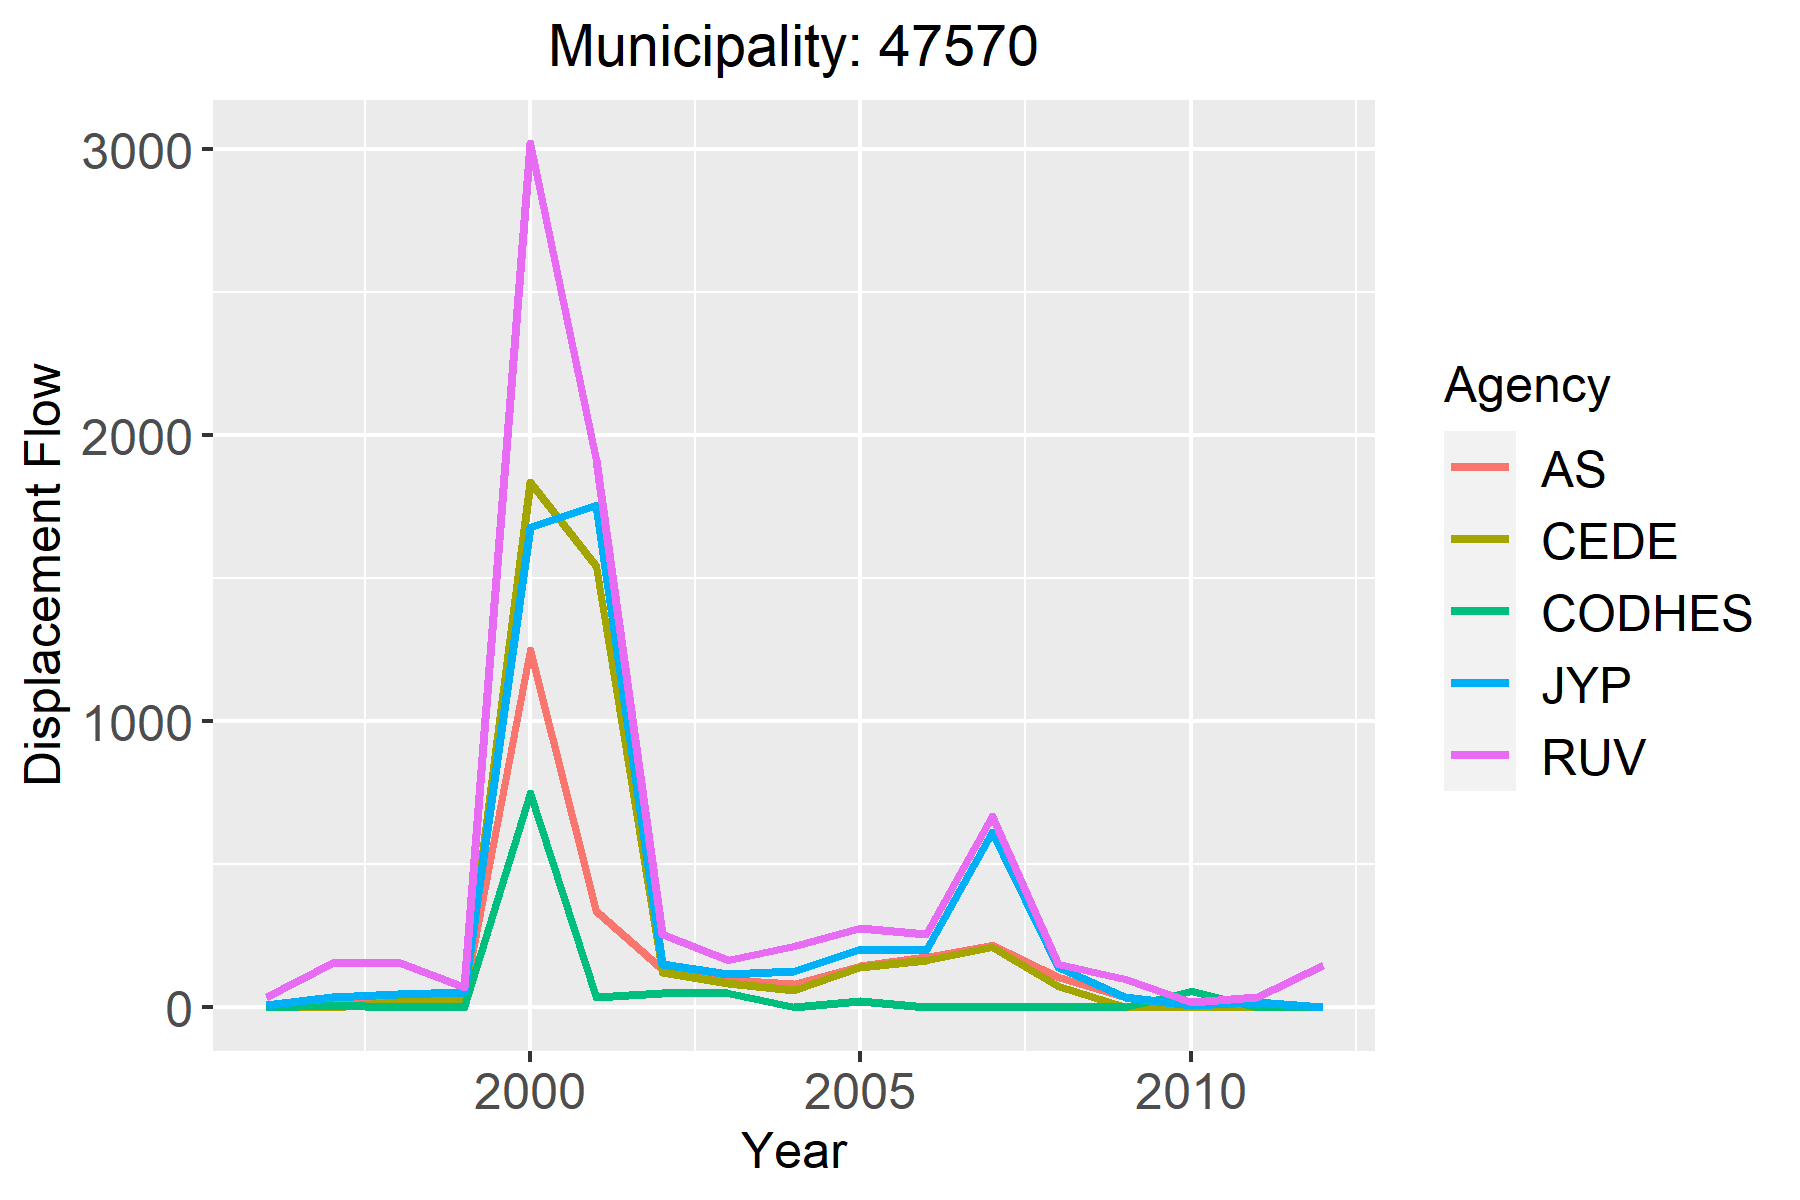 Municipality: 47570
3000
2000
1000
0
Displacement Flow
2000 2005 2010
Year
Agency
AS
CEDE
CODHES
JYP
RUV